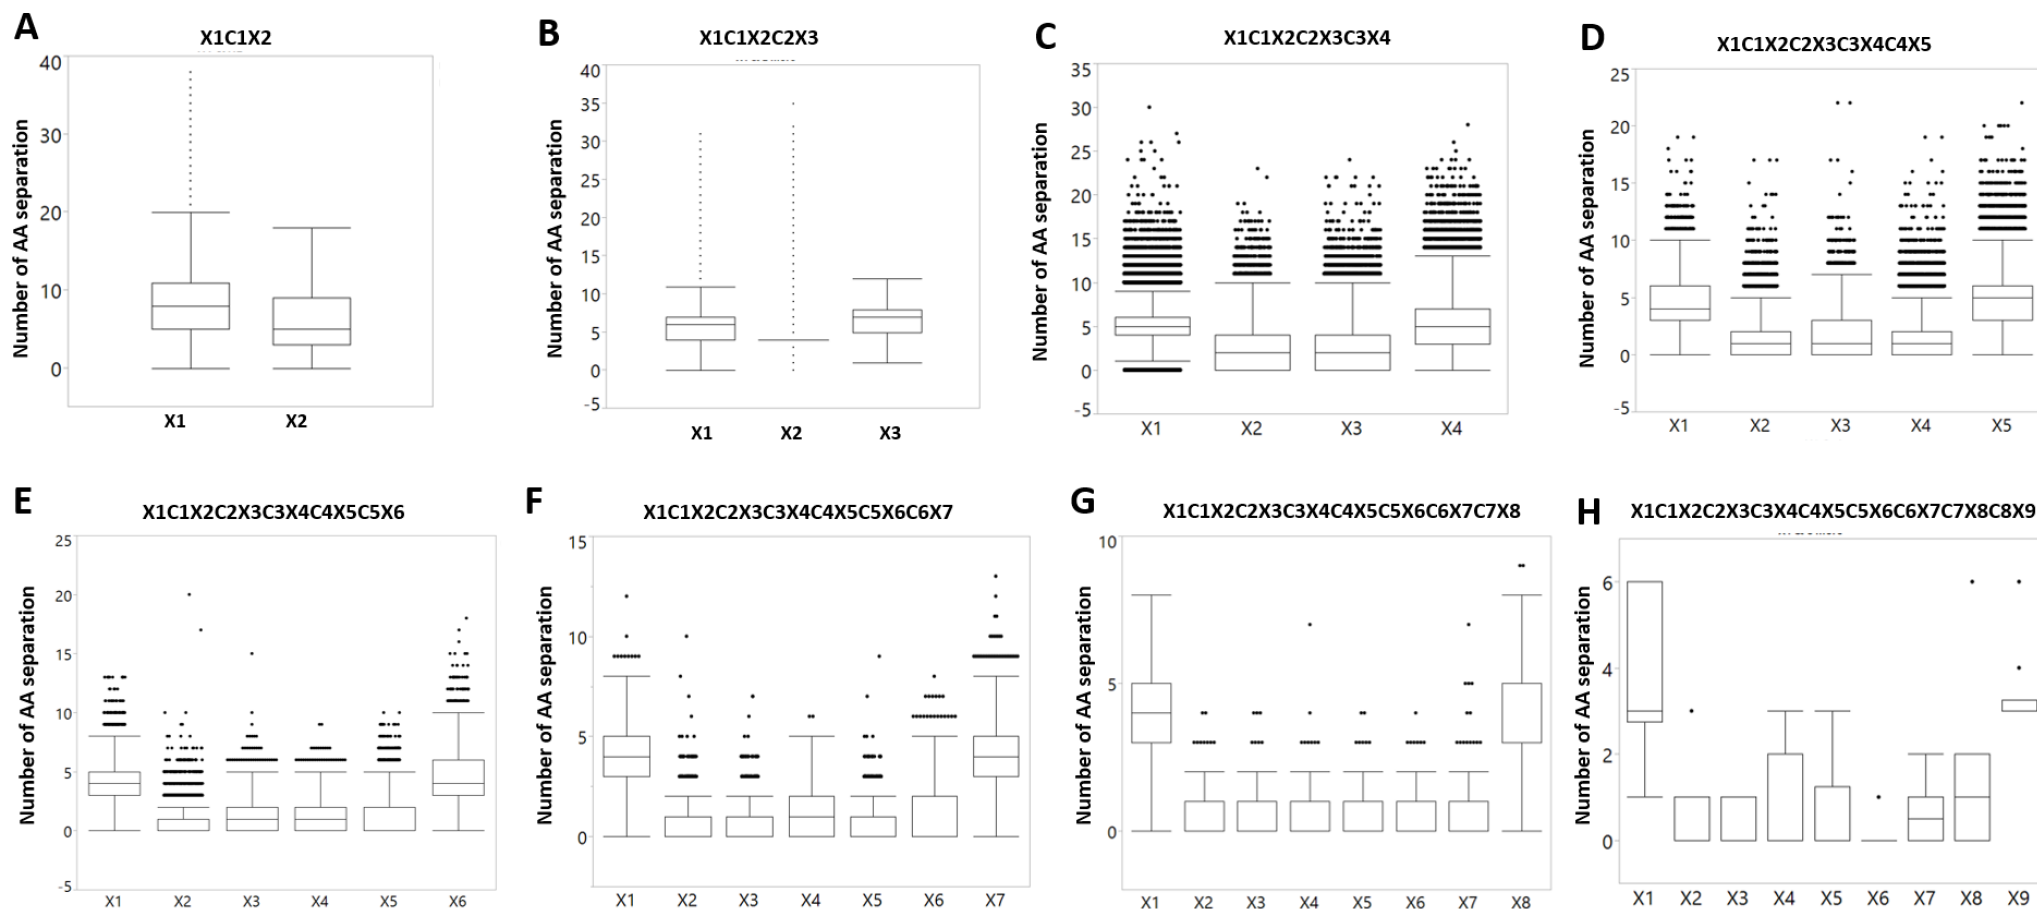 A
X1C1X2
Number of AA separation
40
30
20
10
0
X1 X2
B
X1C1X2C2X3
Number of AA separation
40
35
30
25
20
15
10
5
0
-5
X1 X2 X3
C
X1C1X2C2X3C3X4
Number of AA separation
35
30
25
20
15
10
5
0
-5
X1 X2 X3 X4
D
X1C1X2C2X3C3X4C4X5
Number of AA separation
25
20
15
10
5
0
-5
X1 X2 X3 X4 X5
E
X1C1X2C2X3C3X4C4X5C5X6
Number of AA separation
25
20
15
10
5
0
-5
X1 X2 X3 X4 X5 X6
F
X1C1X2C2X3C3X4C4X5C5X6C6X7
Number of AA separation
15
10
5
0
X1 X2 X3 X4 X5 X6 X7
G
X1C1X2C2X3C3X4C4X5C5X6C6X7C7X8
Number of AA separation
10
5
0
X1 X2 X3 X4 X5 X6 X7 X8
H
X1C1X2C2X3C3X4C4X5C5X6C6X7C7X8C8X9
Number of AA separation
6
4
2
0
X1 X2 X3 X4 X5 X6 X7 X8 X9